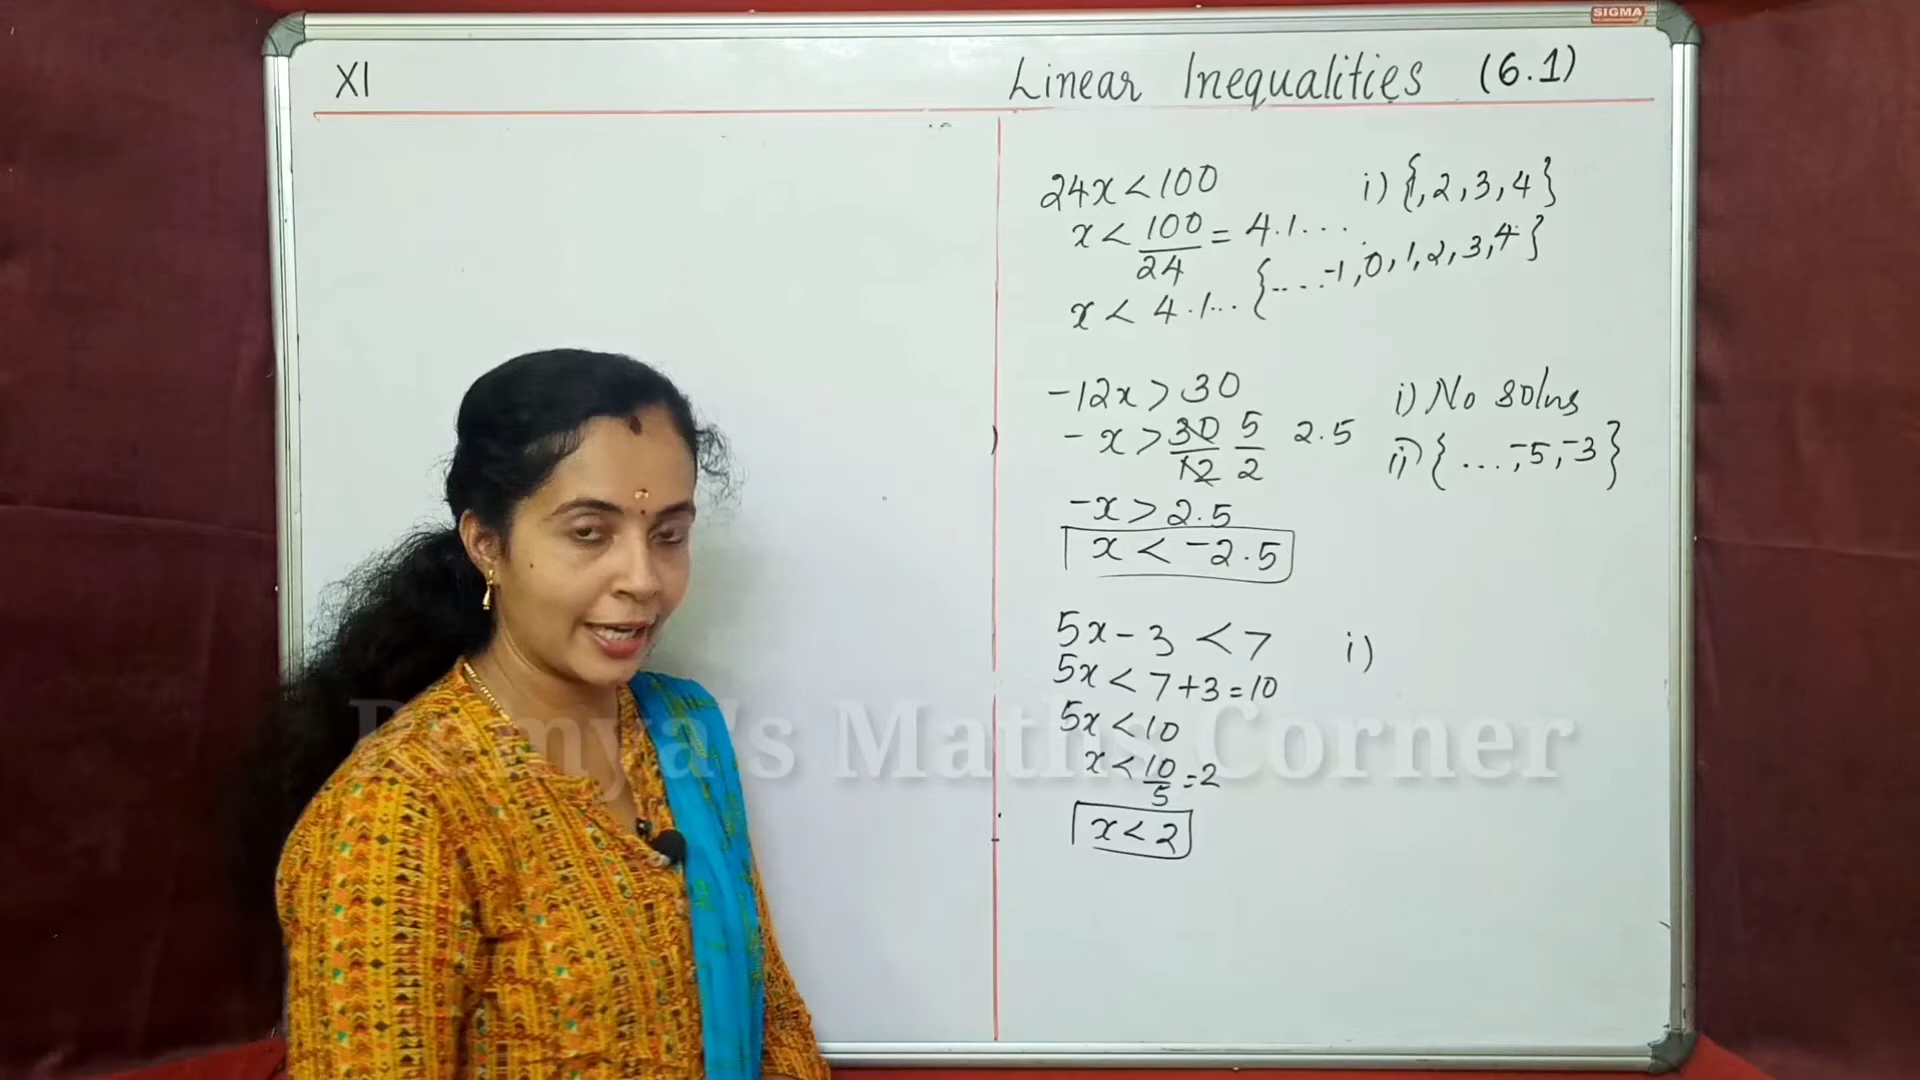 SIGMA
XI
Linear Inequalities (6.1)
24x < 100
i) {1, 2, 3, 4}
x < 100/24 = 4.1...
{.... -1, 0, 1, 2, 3, 4}
x < 4.1...
-12x > 30
i) No solns
-x > 30/12 5/2 2.5
ii) { ...., -5, -3}
-x > 2.5
x < -2.5
5x - 3 < 7
i)
5x < 7+3 = 10
5x < 10
x < 10/5 = 2
x < 2
Remya's Maths Corner